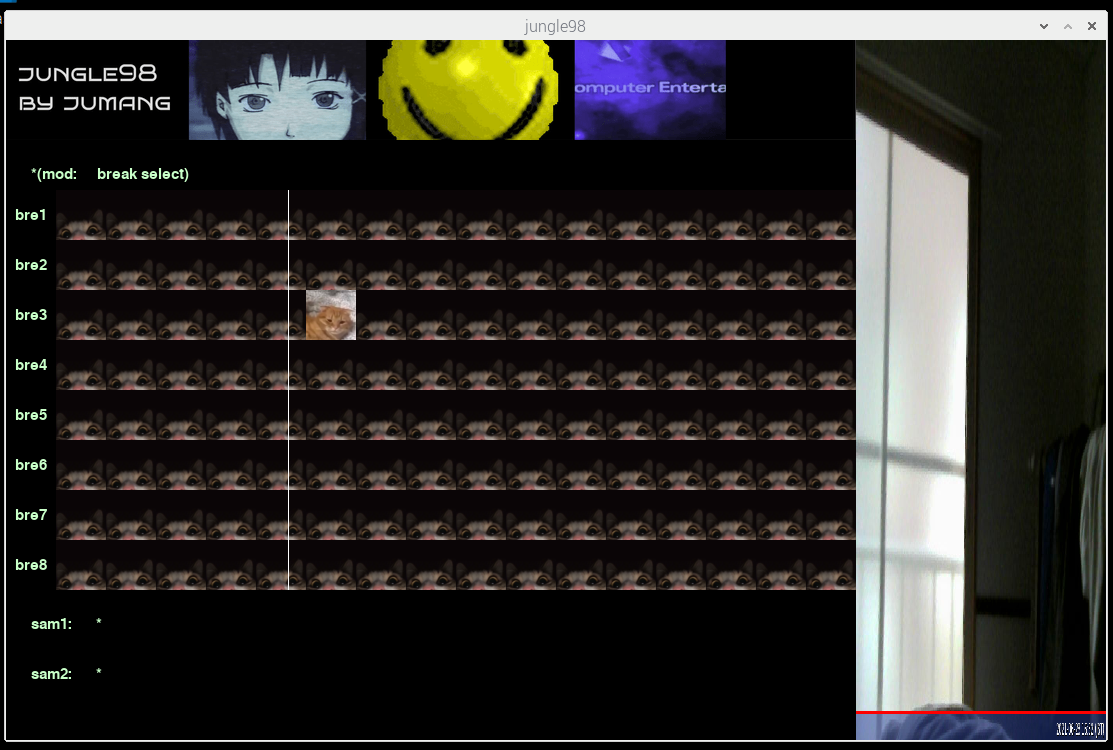 jungle98
JUNGLE98
BY JUMANG
omputer Enterta
*(mod: break select)
bre1
bre2
bre3
bre4
bre5
bre6
bre7
bre8
sam1: *
sam2: *